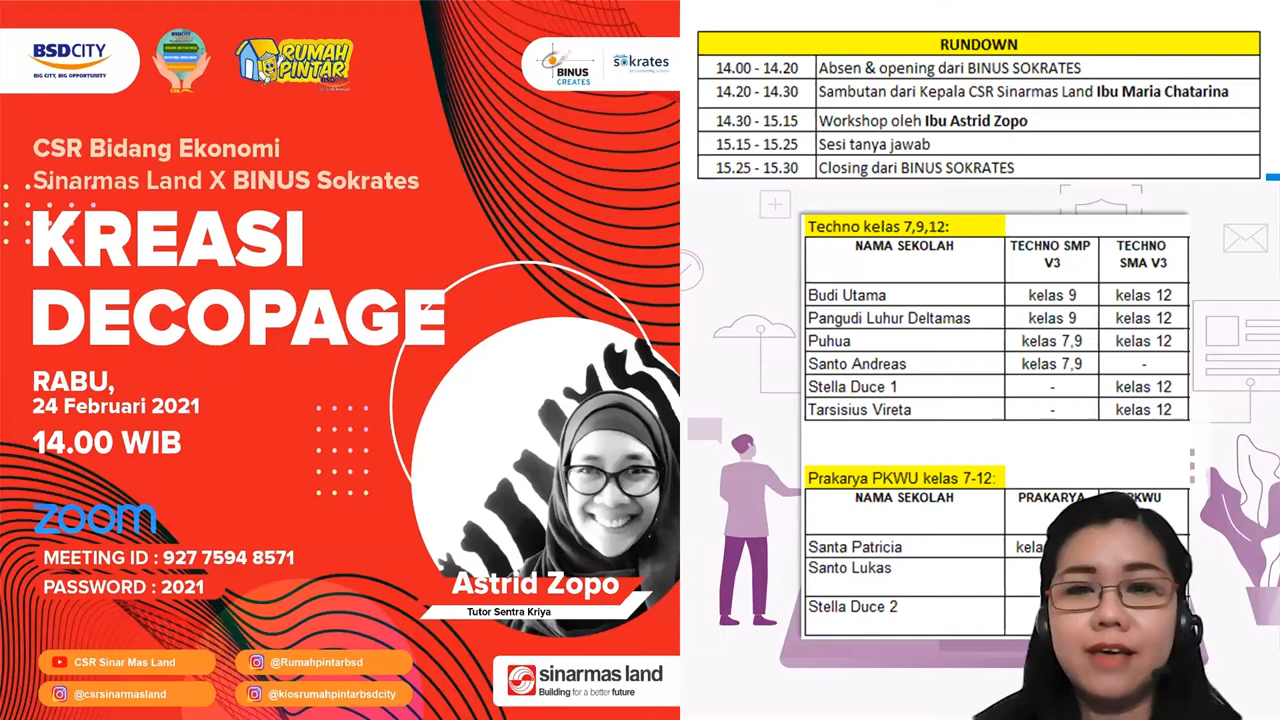 BSDCITY
BIG CITY, BIG OPPORTUNITY
CSR
RUMAH
PINTAR
BSDCITY
BINUS
CREATES
sokrates
CSR Bidang Ekonomi
Sinarmas Land X BINUS Sokrates
KREASI
DECOPAGE
RABU,
24 Februari 2021
14.00 WIB
zoom
MEETING ID : 927 7594 8571
PASSWORD : 2021
Astrid Zopo
Tutor Sentra Kriya
CSR Sinar Mas Land
@Rumahpintarbsd
@csrsinarmasland
@kiosrumahpintarbsdcity
sinarmas land
Building for a better future
RUNDOWN
14.00 - 14.20 Absen & opening dari BINUS SOKRATES
14.20 - 14.30 Sambutan dari Kepala CSR Sinarmas Land Ibu Maria Chatarina
14.30 - 15.15 Workshop oleh Ibu Astrid Zopo
15.15 - 15.25 Sesi tanya jawab
15.25 - 15.30 Closing dari BINUS SOKRATES
Techno kelas 7,9,12:
NAMA SEKOLAH TECHNO SMP V3 TECHNO SMA V3
Budi Utama kelas 9 kelas 12
Pangudi Luhur Deltamas kelas 9 kelas 12
Puhua kelas 7,9 kelas 12
Santo Andreas kelas 7,9 -
Stella Duce 1 - kelas 12
Tarsisius Vireta - kelas 12
Prakarya PKWU kelas 7-12:
NAMA SEKOLAH PRAKARYA PKWU
Santa Patricia kela
Santo Lukas
Stella Duce 2